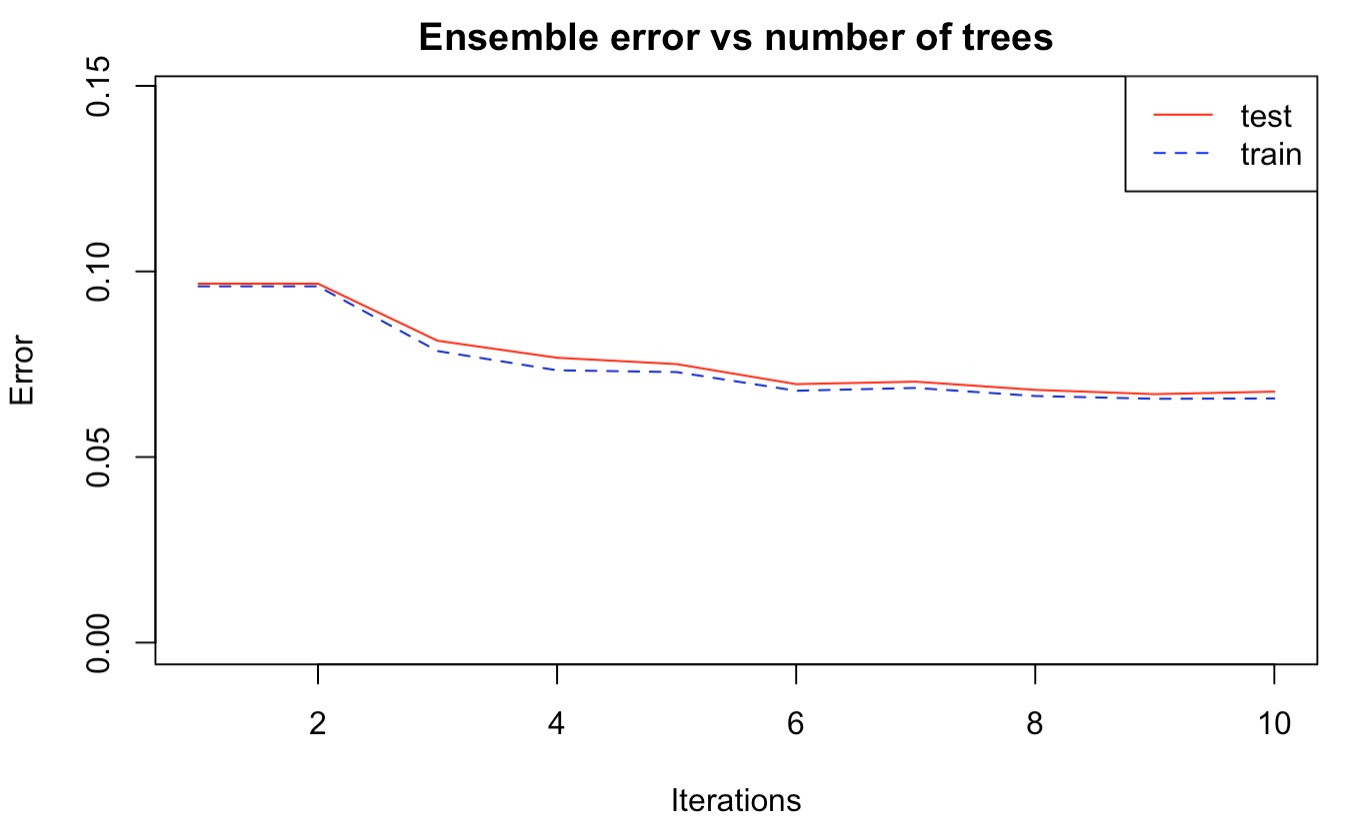 Ensemble error vs number of trees
0.15
0.10
0.05
0.00
Error
test
train
2 4 6 8 10
Iterations